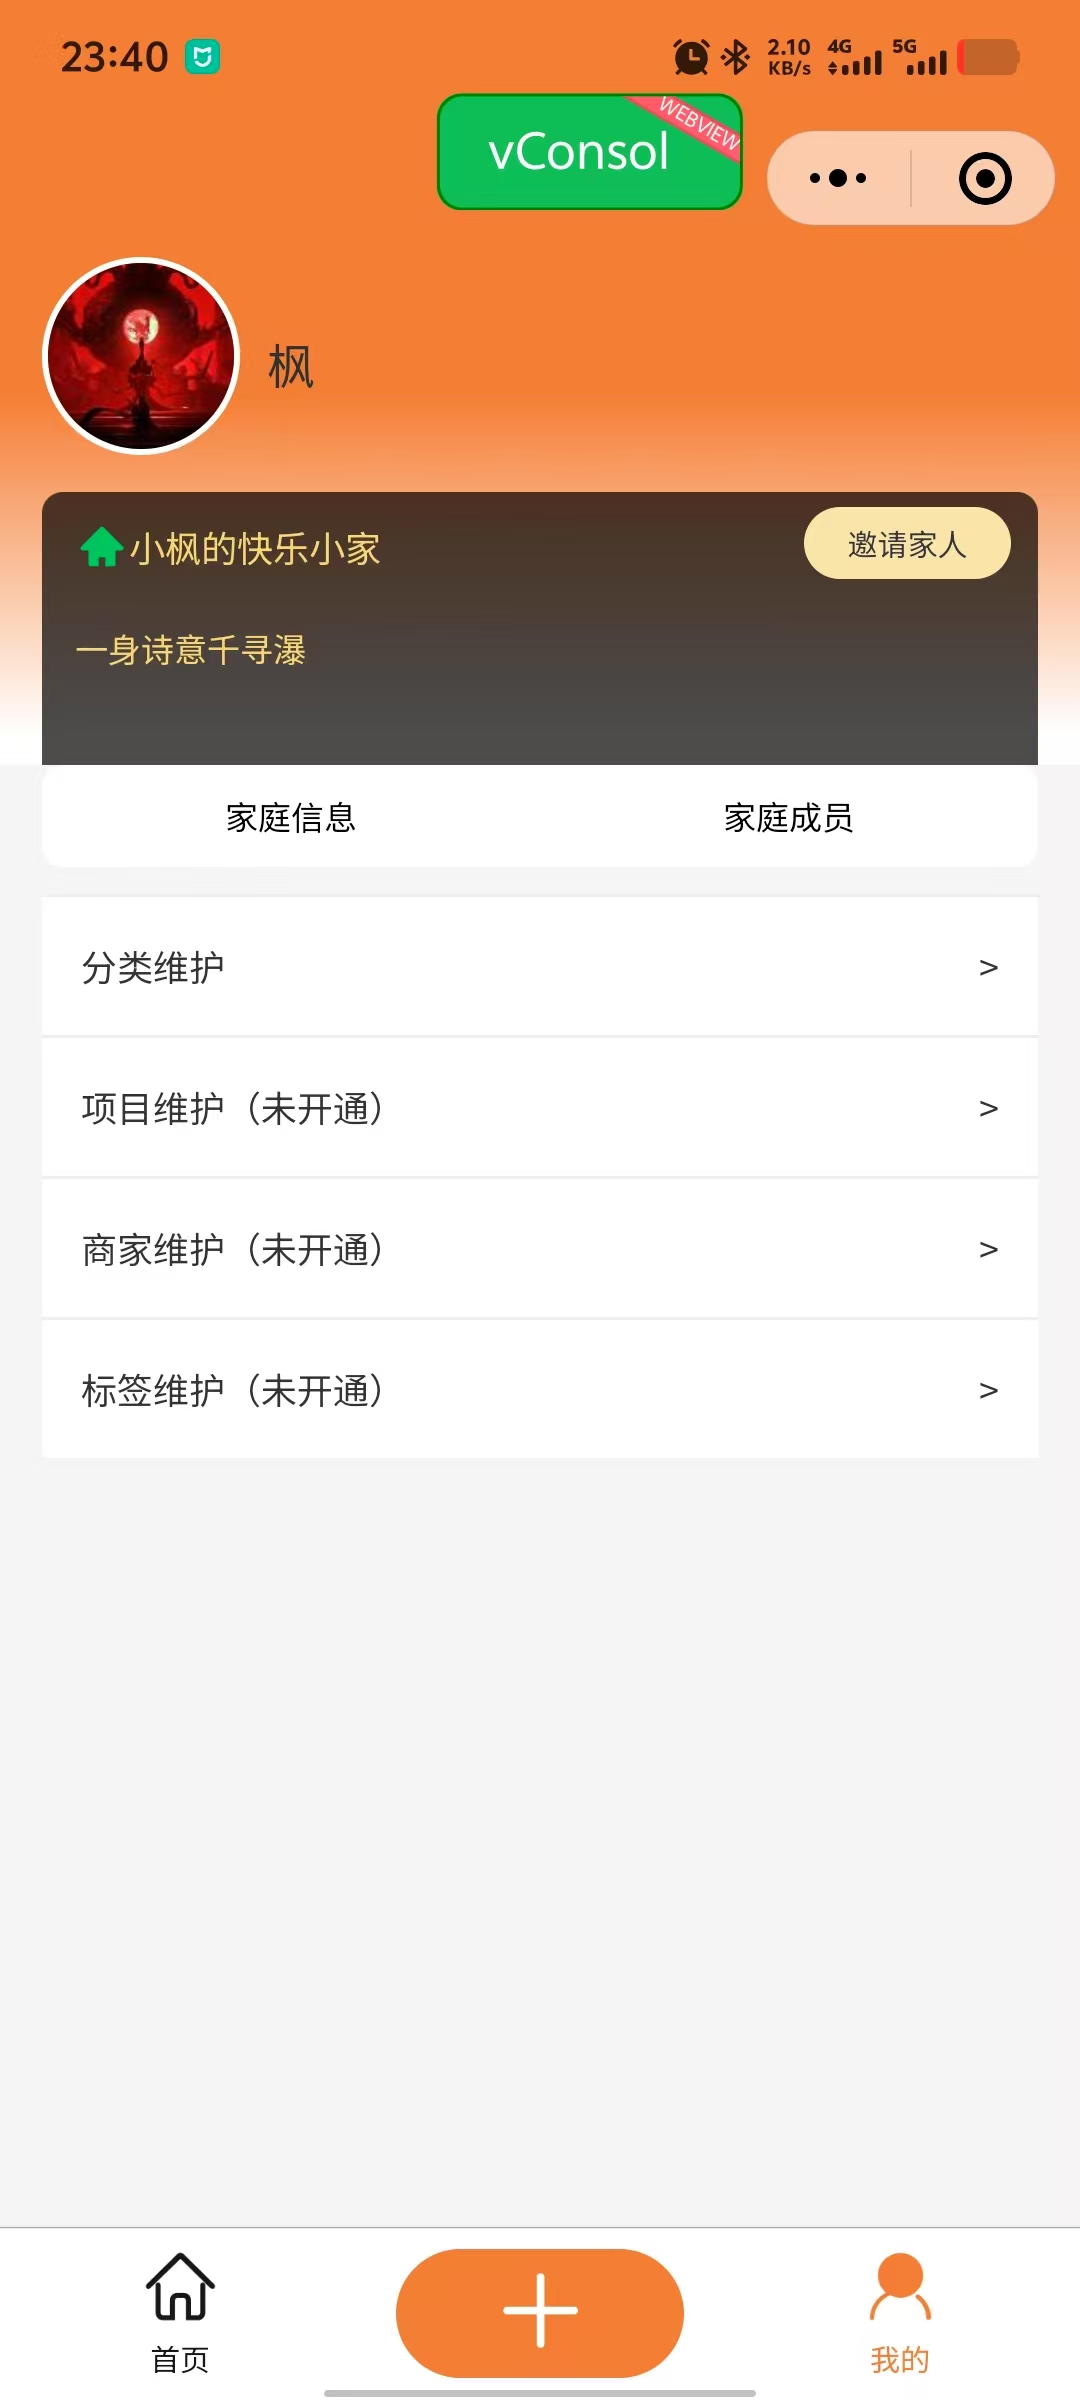 23:40
2.10 KB/s
4G
5G
vConsol
WEBVIEW
枫
小枫的快乐小家
邀请家人
一身诗意千寻瀑
家庭信息
家庭成员
分类维护
>
项目维护（未开通）
>
商家维护（未开通）
>
标签维护（未开通）
>
首页
我的